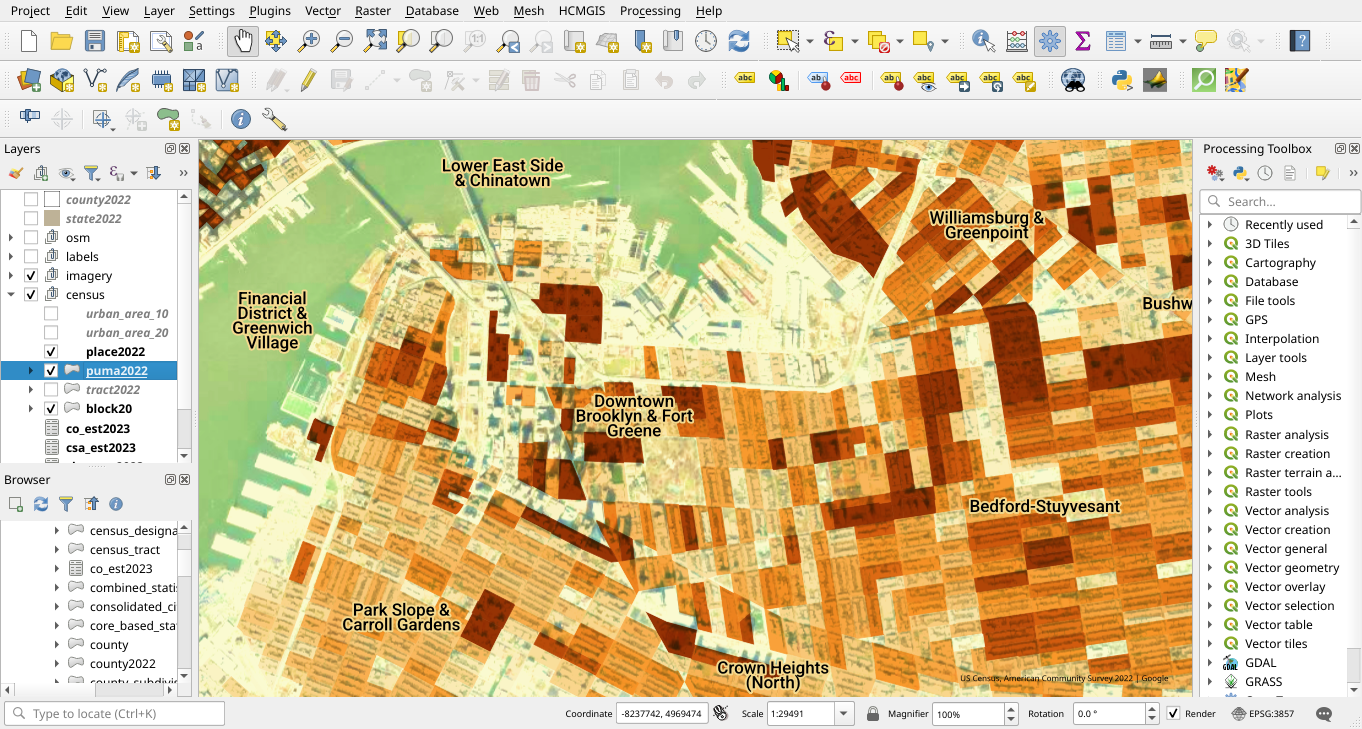 Project Edit View Layer Settings Plugins Vector Raster Database Web Mesh HCMGIS Processing Help
Layers
county2022
state2022
osm
labels
imagery
census
urban_area_10
urban_area_20
place2022
puma2022
tract2022
block20
co_est2023
csa_est2023
Browser
census_designa
census_tract
co_est2023
combined_statis
consolidated_ci
core_based_sta
county
county2022
Lower East Side
& Chinatown
Williamsburg &
Greenpoint
Bushw
Financial
District &
Greenwich
Village
Downtown
Brooklyn & Fort
Greene
Bedford-Stuyvesant
Park Slope &
Carroll Gardens
Crown Heights
(North)
US Census, American Community Survey 2022 | Google
Processing Toolbox
Search...
Recently used
3D Tiles
Cartography
Database
File tools
GPS
Interpolation
Layer tools
Mesh
Network analysis
Plots
Raster analysis
Raster creation
Raster terrain a...
Raster tools
Vector analysis
Vector creation
Vector general
Vector geometry
Vector overlay
Vector selection
Vector table
Vector tiles
GDAL
GRASS
Type to locate (Ctrl+K)
Coordinate -8237742, 4969474 Scale 1:29491 Magnifier 100% Rotation 0.0 ° Render EPSG:3857